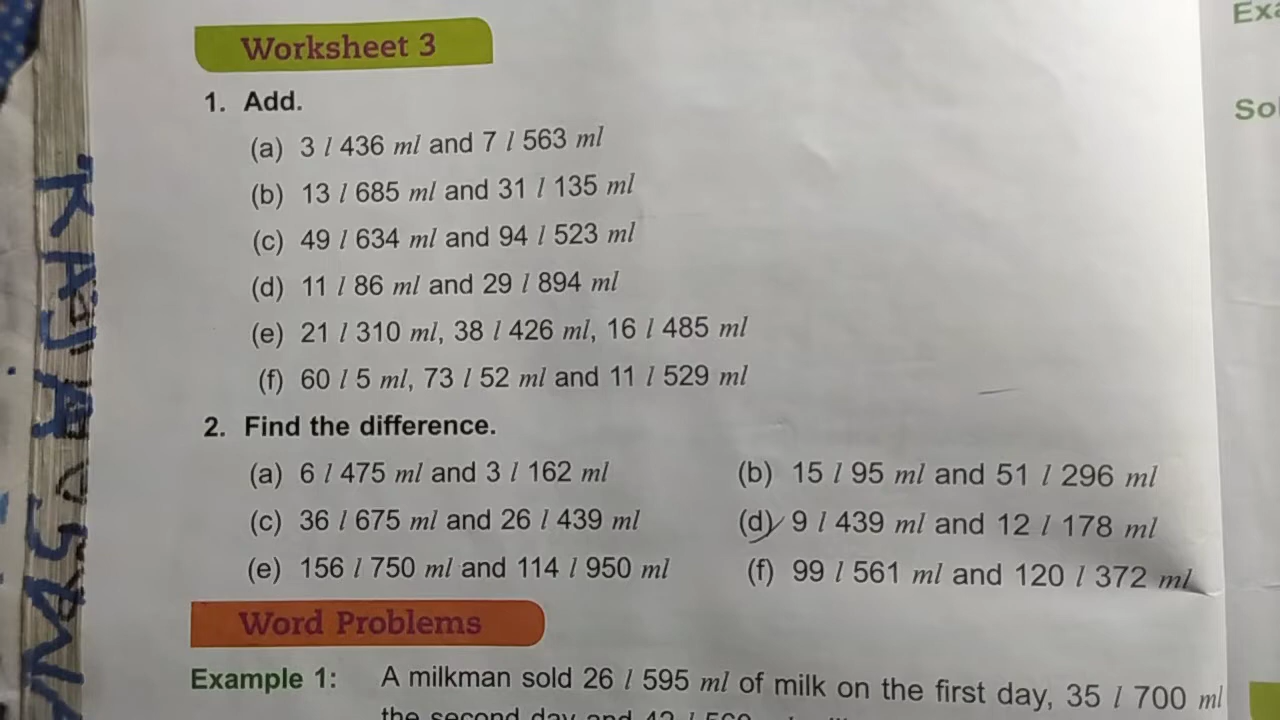 Worksheet 3
1. Add.
(a) 3 l 436 ml and 7 l 563 ml
(b) 13 l 685 ml and 31 l 135 ml
(c) 49 l 634 ml and 94 l 523 ml
(d) 11 l 86 ml and 29 l 894 ml
(e) 21 l 310 ml, 38 l 426 ml, 16 l 485 ml
(f) 60 l 5 ml, 73 l 52 ml and 11 l 529 ml
2. Find the difference.
(a) 6 l 475 ml and 3 l 162 ml
(b) 15 l 95 ml and 51 l 296 ml
(c) 36 l 675 ml and 26 l 439 ml
(d) 9 l 439 ml and 12 l 178 ml
(e) 156 l 750 ml and 114 l 950 ml
(f) 99 l 561 ml and 120 l 372 ml
Word Problems
Example 1: A milkman sold 26 l 595 ml of milk on the first day, 35 l 700 ml
the second day and